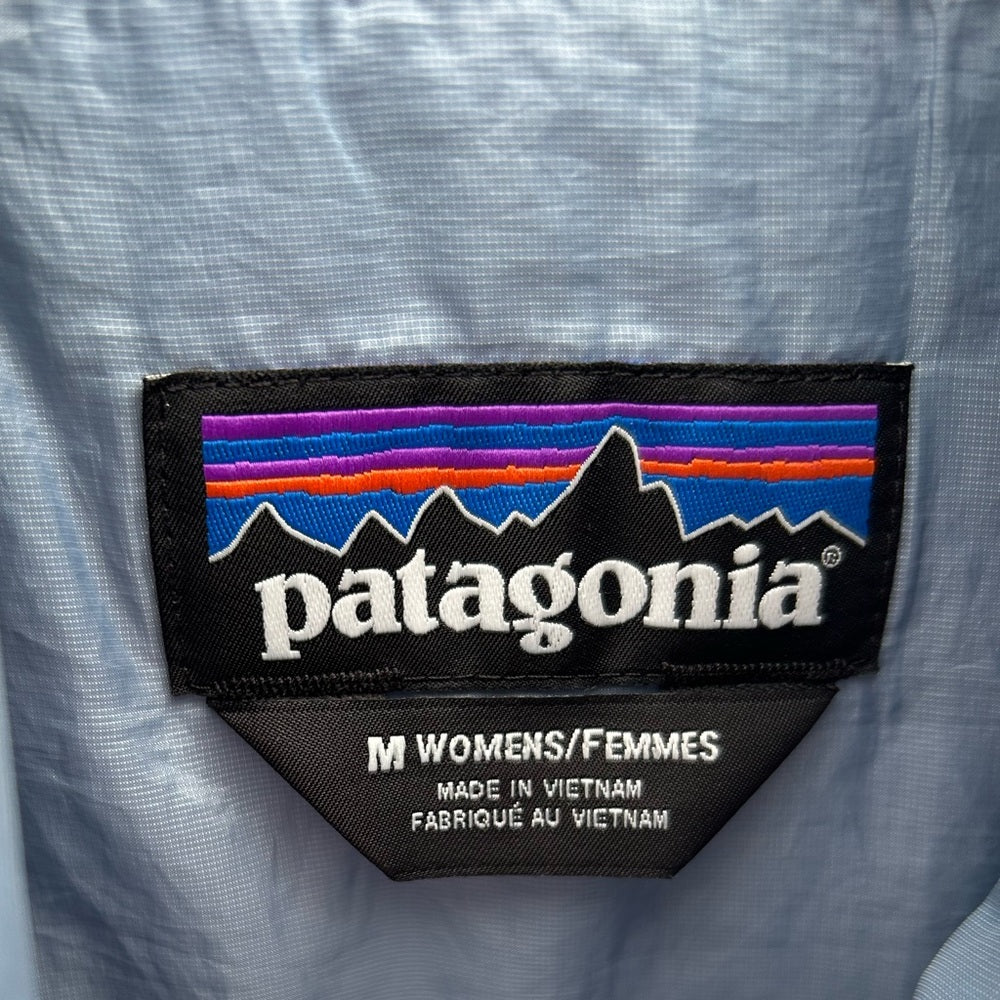 patagonia®
M WOMENS/FEMMES
MADE IN VIETNAM
FABRIQUÉ AU VIETNAM